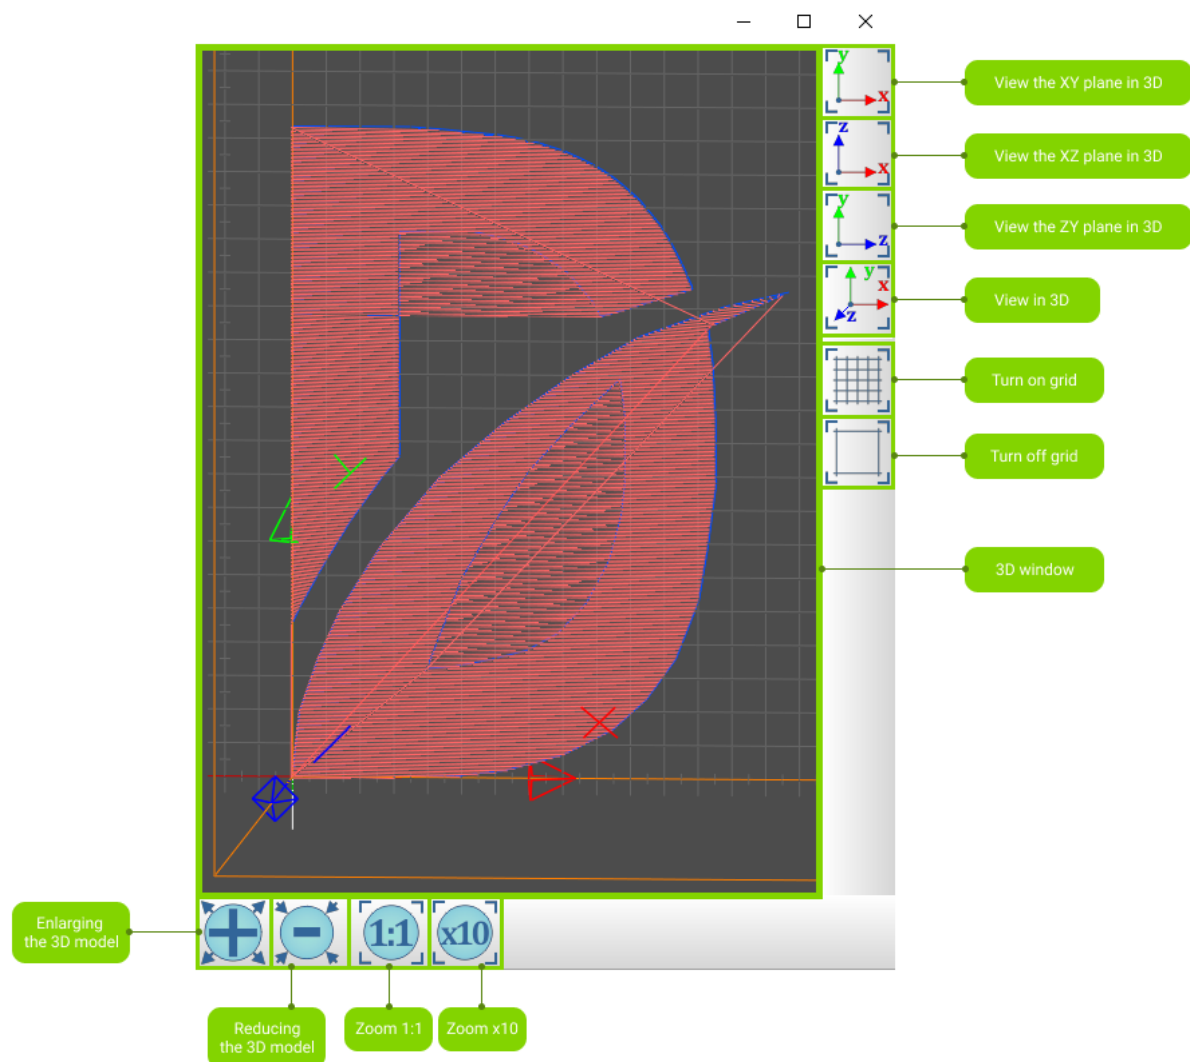 y
x
View the XY plane in 3D
z
x
View the XZ plane in 3D
y
z
View the ZY plane in 3D
y
x
z
View in 3D
Turn on grid
Turn off grid
Y
3D window
X
Enlarging
the 3D model
1:1
x10
Reducing
the 3D model
Zoom 1:1
Zoom x10